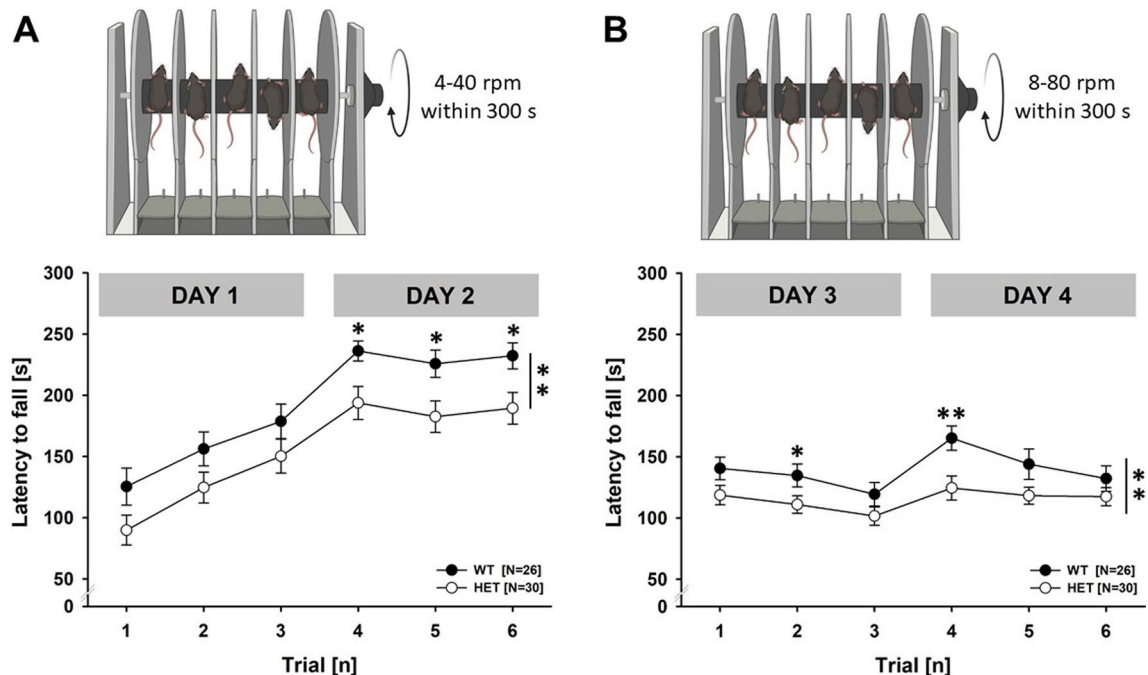 A
4-40 rpm
within 300 s
DAY 1
DAY 2
Latency to fall [s]
300
250
200
150
100
50
0
*
*
*
**
WT [N=26]
HET [N=30]
1 2 3 4 5 6
Trial [n]
B
8-80 rpm
within 300 s
DAY 3
DAY 4
Latency to fall [s]
300
250
200
150
100
50
0
*
**
**
WT [N=26]
HET [N=30]
1 2 3 4 5 6
Trial [n]